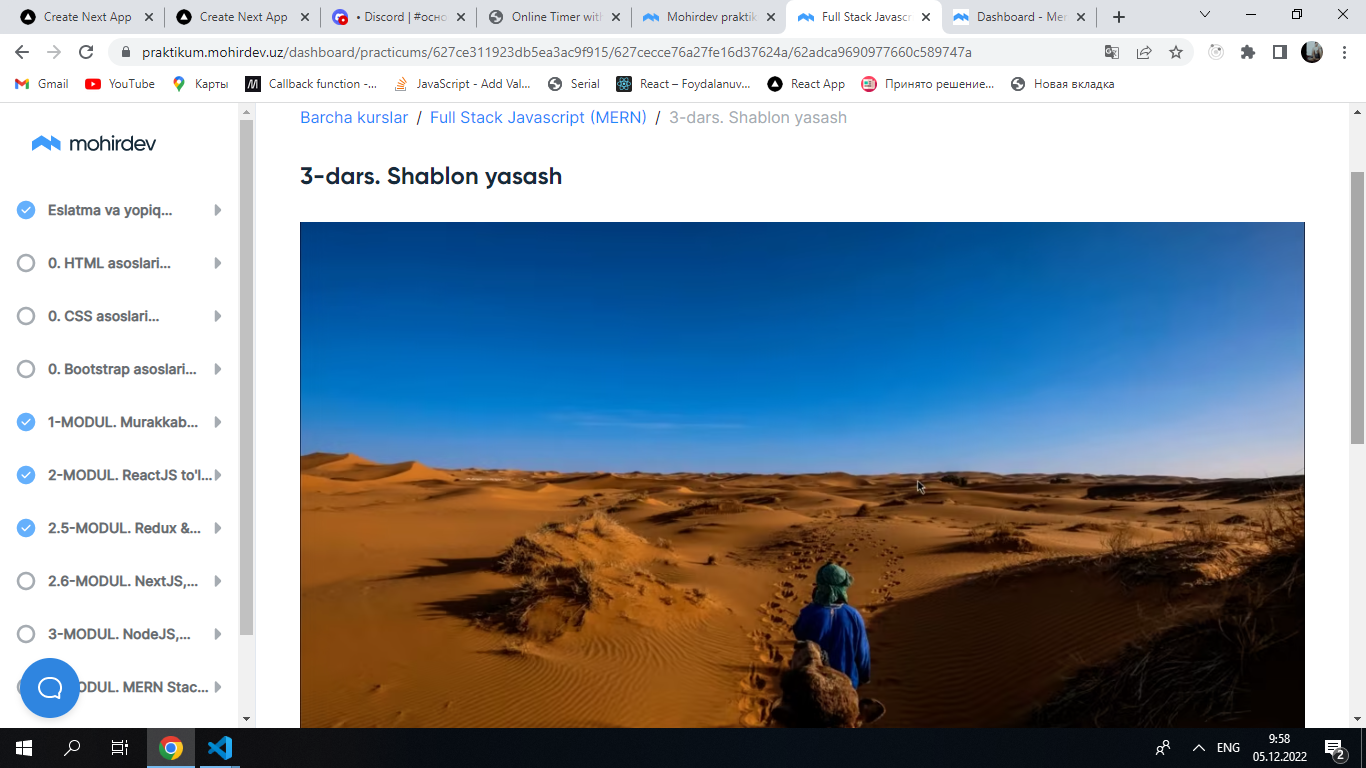 Create Next App
Create Next App
• Discord | #осно
Online Timer with
Mohirdev praktik
Full Stack Javascr
Dashboard - Mer
praktikum.mohirdev.uz/dashboard/practicums/627ce311923db5ea3ac9f915/627cecce76a27fe16d37624a/62adca9690977660c589747a
Gmail
YouTube
Карты
Callback function -...
JavaScript - Add Val...
Serial
React – Foydalanuv...
React App
Принято решение...
Новая вкладка
mohirdev
Eslatma va yopiq...
0. HTML asoslari...
0. CSS asoslari...
0. Bootstrap asoslari...
1-MODUL. Murakkab...
2-MODUL. ReactJS to'l...
2.5-MODUL. Redux &...
2.6-MODUL. NextJS,...
3-MODUL. NodeJS,...
ODUL. MERN Stac...
Barcha kurslar / Full Stack Javascript (MERN) / 3-dars. Shablon yasash
3-dars. Shablon yasash
ENG
9:58
05.12.2022
2